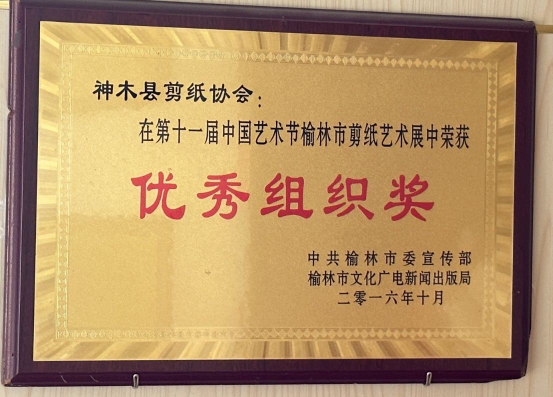 神木县剪纸协会：
在第十一届中国艺术节榆林市剪纸艺术展中荣获
优秀组织奖
中共榆林市委宣传部
榆林市文化广电新闻出版局
二零一六年十月